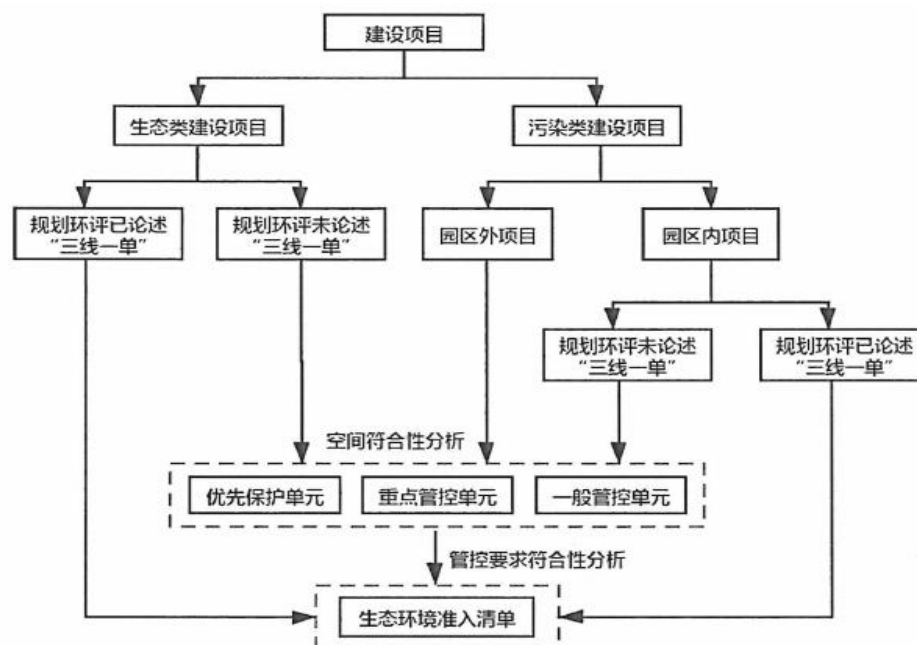 建设项目
生态类建设项目
污染类建设项目
规划环评已论述
“三线一单”
规划环评未论述
“三线一单”
园区外项目
园区内项目
规划环评未论述
“三线一单”
规划环评已论述
“三线一单”
空间符合性分析
优先保护单元
重点管控单元
一般管控单元
管控要求符合性分析
生态环境准入清单